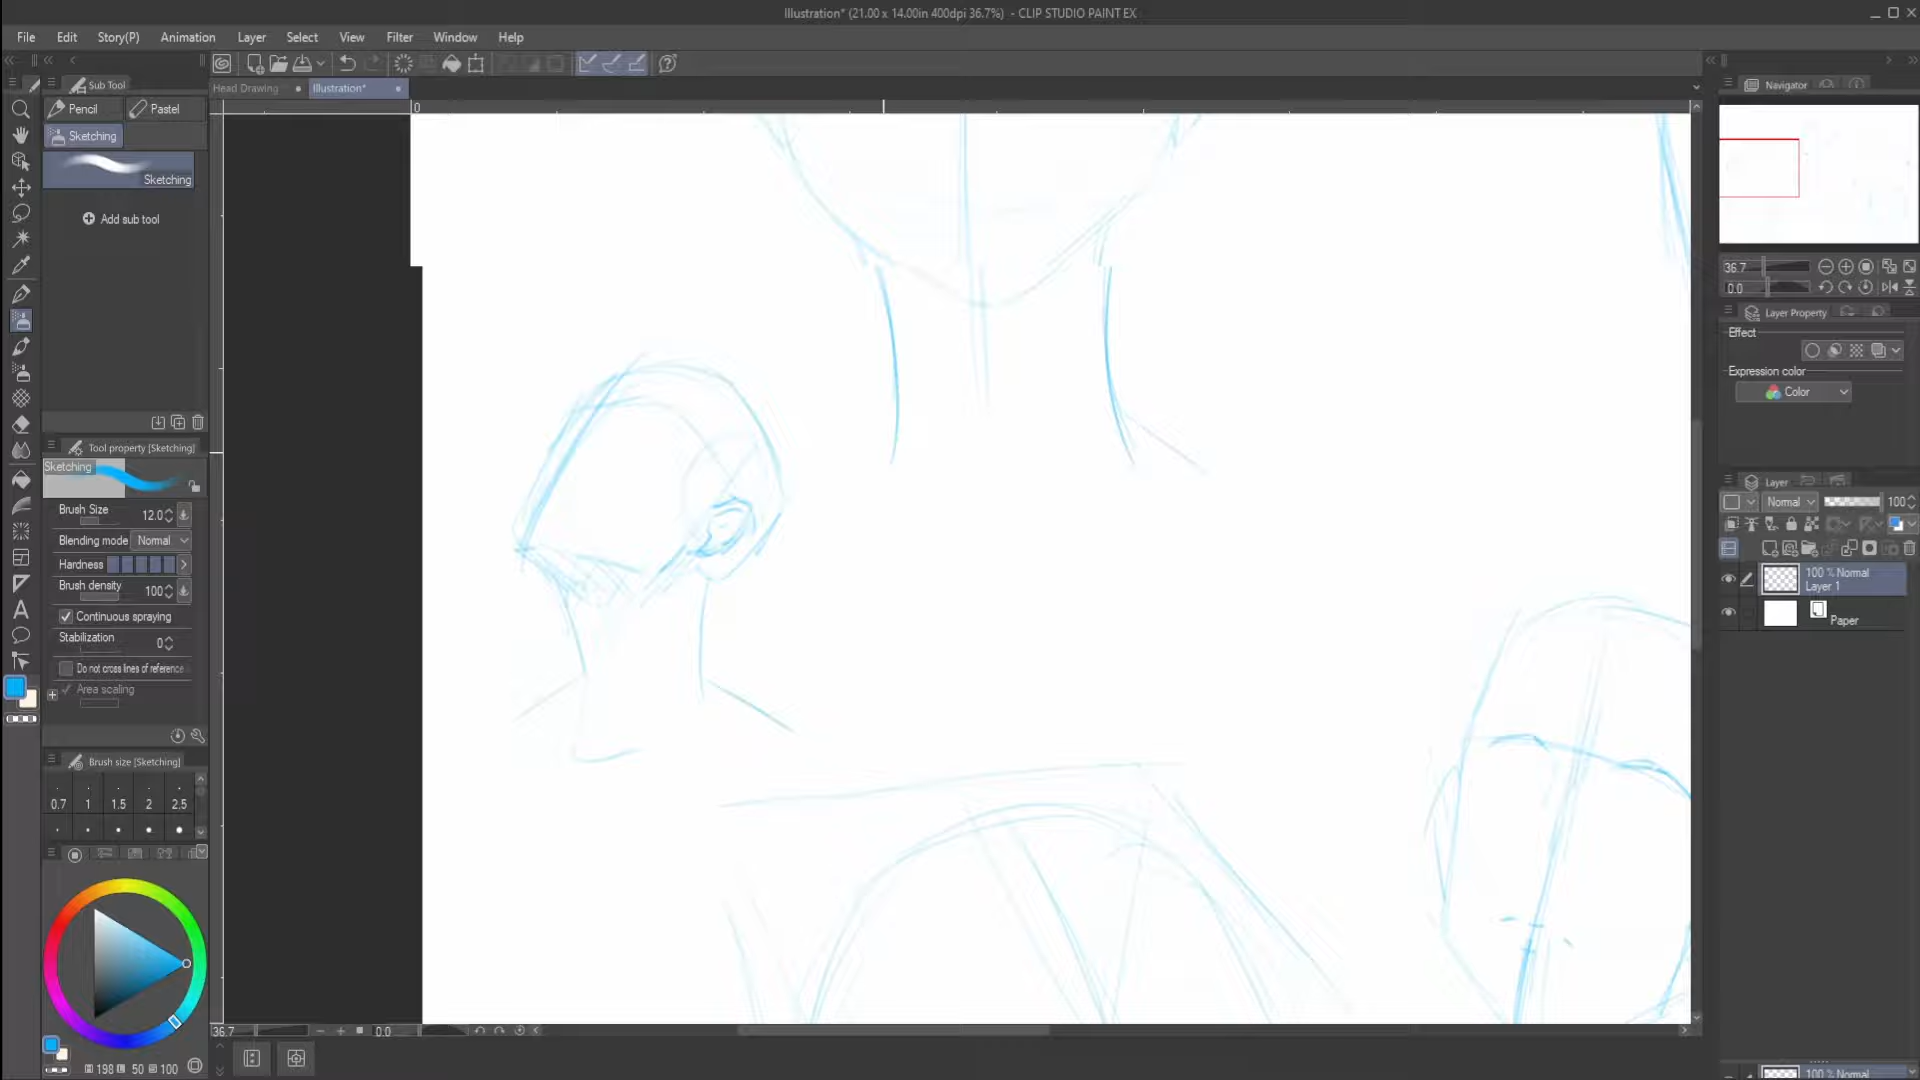 Illustration* (21.00 x 14.00in 400dpi 36.7%) - CLIP STUDIO PAINT EX
File Edit Story(P) Animation Layer Select View Filter Window Help
Sub Tool
Head Drawing
Illustration*
Navigator
Pencil
Pastel
0
Sketching
Sketching
Add sub tool
36.7
0.0
Layer Property
Effect
Expression color
Color
Tool property [Sketching]
Sketching
Layer
Normal
100
Brush Size 12.0
Blending mode Normal
Hardness
Brush density 100
Continuous spraying
Stabilization 0
Do not cross lines of reference
Area scaling
100 % Normal
Layer 1
Paper
Brush size [Sketching]
0.7 1 1.5 2 2.5
36.7
0.0
198 50 100
100 % Normal